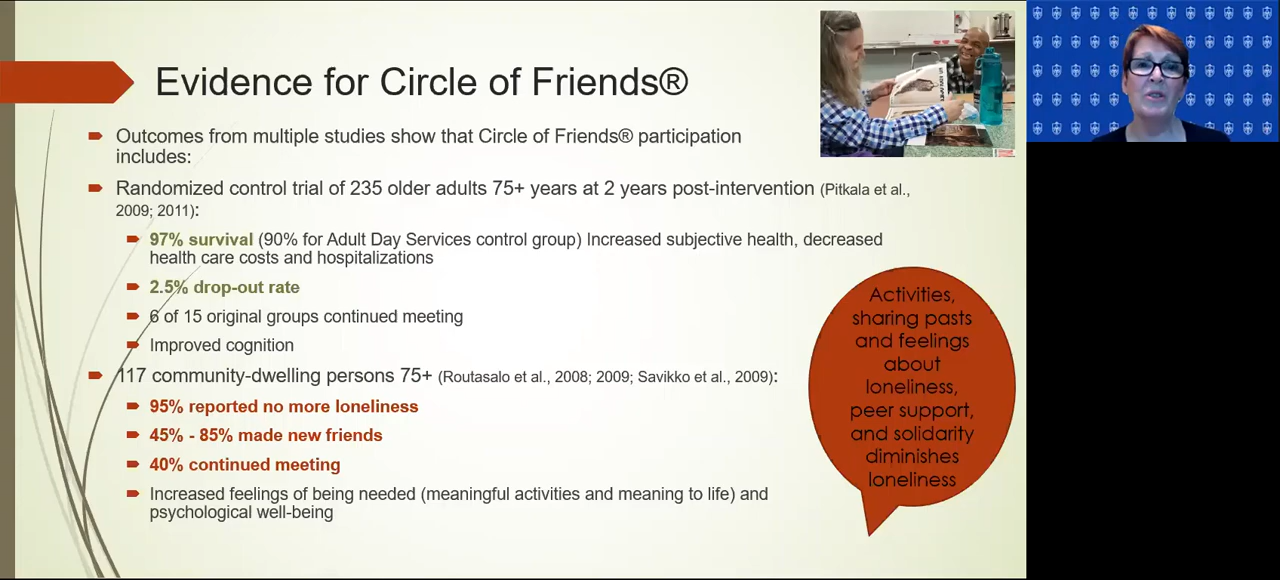 Evidence for Circle of Friends®
Outcomes from multiple studies show that Circle of Friends® participation
includes:
Randomized control trial of 235 older adults 75+ years at 2 years post-intervention (Pitkala et al.,
2009; 2011):
97% survival (90% for Adult Day Services control group) Increased subjective health, decreased
health care costs and hospitalizations
2.5% drop-out rate
6 of 15 original groups continued meeting
Improved cognition
117 community-dwelling persons 75+ (Routasalo et al., 2008; 2009; Savikko et al., 2009):
95% reported no more loneliness
45% - 85% made new friends
40% continued meeting
Increased feelings of being needed (meaningful activities and meaning to life) and
psychological well-being
Activities,
sharing pasts
and feelings
about
loneliness,
peer support,
and solidarity
diminishes
loneliness